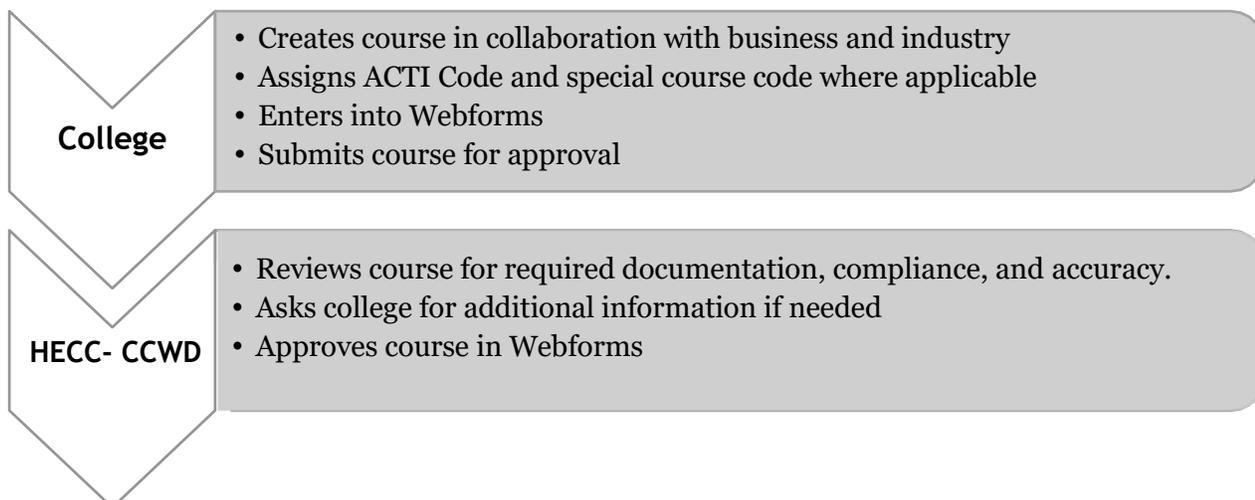 College
• Creates course in collaboration with business and industry
• Assigns ACTI Code and special course code where applicable
• Enters into Webforms
• Submits course for approval
HECC- CCWD
• Reviews course for required documentation, compliance, and accuracy.
• Asks college for additional information if needed
• Approves course in Webforms